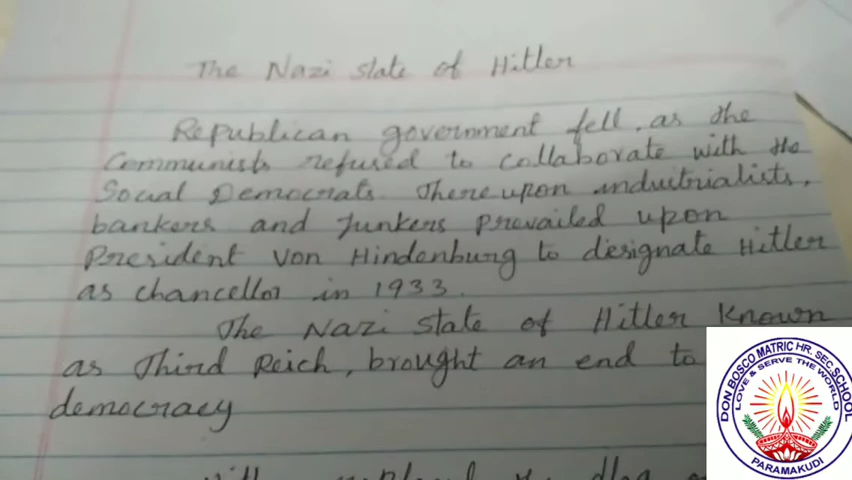 The Nazi state of Hitler
Republican government fell, as the
Communists refused to collaborate with the
Social Democrats. Thereupon industrialists,
bankers and Junkers prevailed upon
President Von Hindenburg to designate Hitler
as chancellor in 1933.
The Nazi state of Hitler known
as Third Reich, brought an end to
democracy
DON BOSCO MATRIC HR. SEC SCHOOL
LOVE & SERVE THE WORLD
PARAMAKUDI